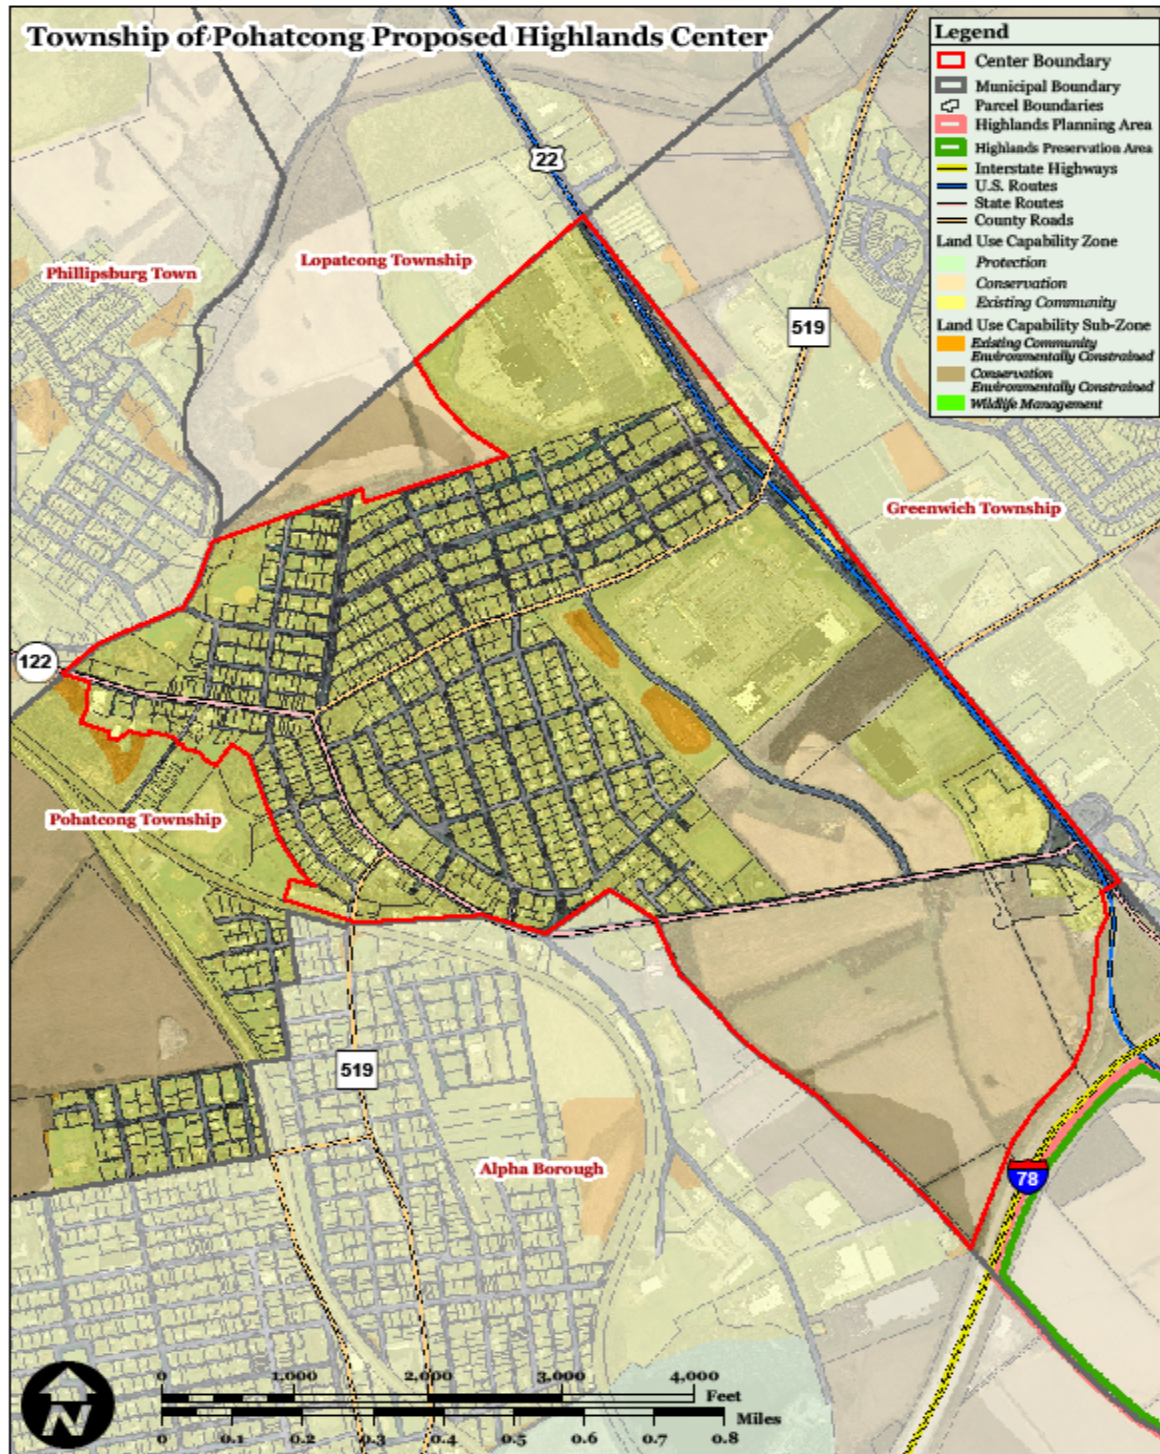 Township of Pohatcong Proposed Highlands Center
Legend
Center Boundary
Municipal Boundary
Parcel Boundaries
Highlands Planning Area
Highlands Preservation Area
Interstate Highways
U.S. Routes
State Routes
County Roads
Land Use Capability Zone
Protection
Conservation
Existing Community
Land Use Capability Sub-Zone
Existing Community
Environmentally Constrained
Conservation
Environmentally Constrained
Wildlife Management
22
Lopatcong Township
Phillipsburg Town
519
Greenwich Township
122
Pohatcong Township
519
Alpha Borough
78
0 1,000 2,000 3,000 4,000
Feet
Miles
0 0.1 0.2 0.3 0.4 0.5 0.6 0.7 0.8
N